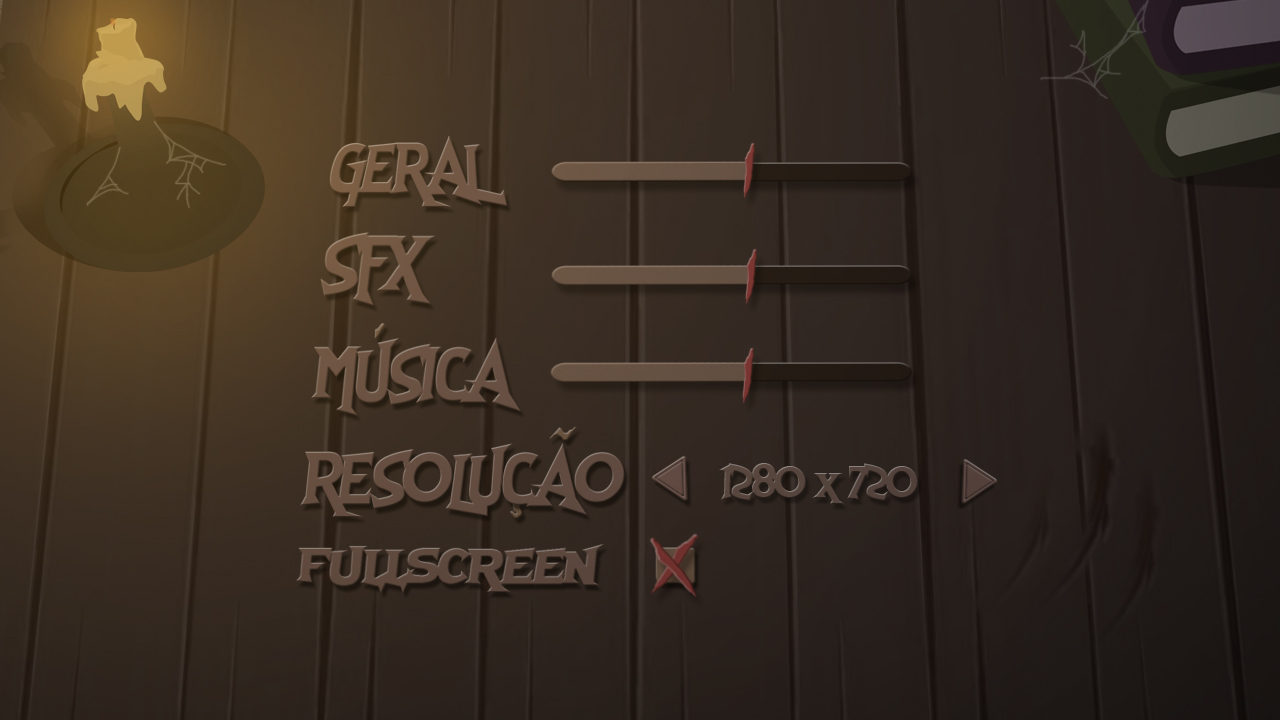 GERAL
SFX
MÚSICA
RESOLUÇÃO 1280 x 720
FULLSCREEN